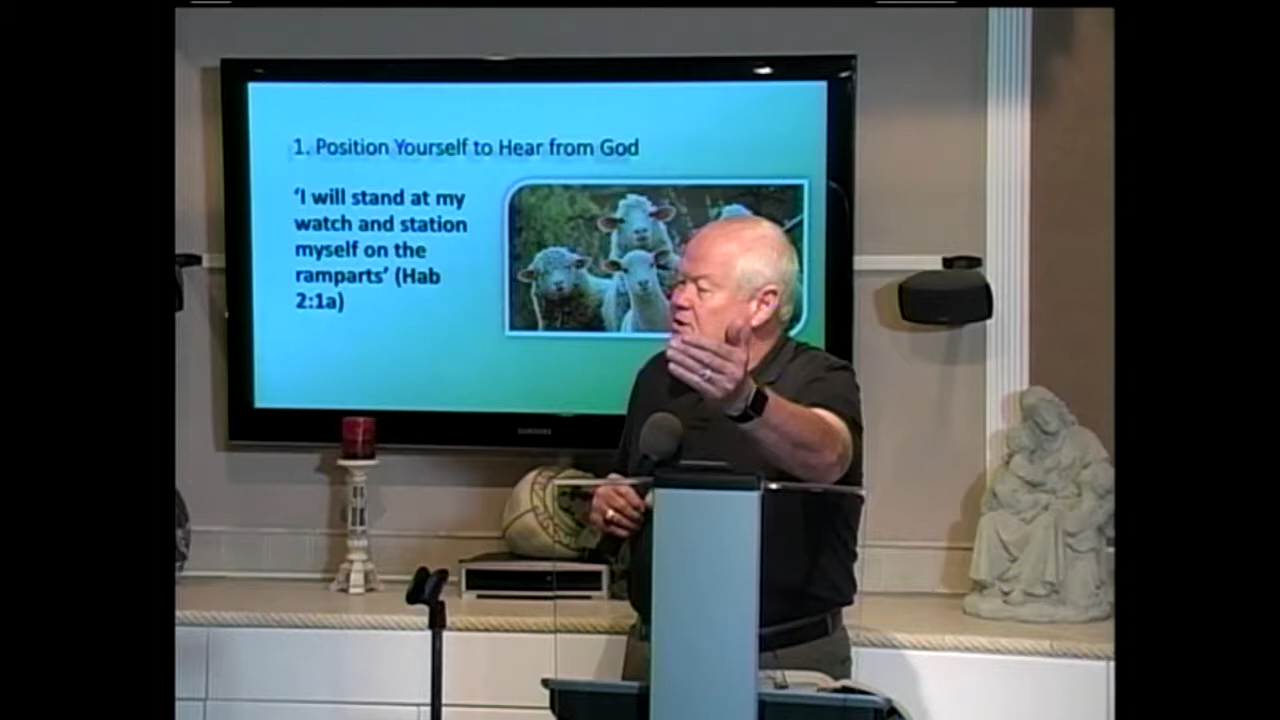 1. Position Yourself to Hear from God
‘I will stand at my
watch and station
myself on the
ramparts’ (Hab
2:1a)
SAMSUNG